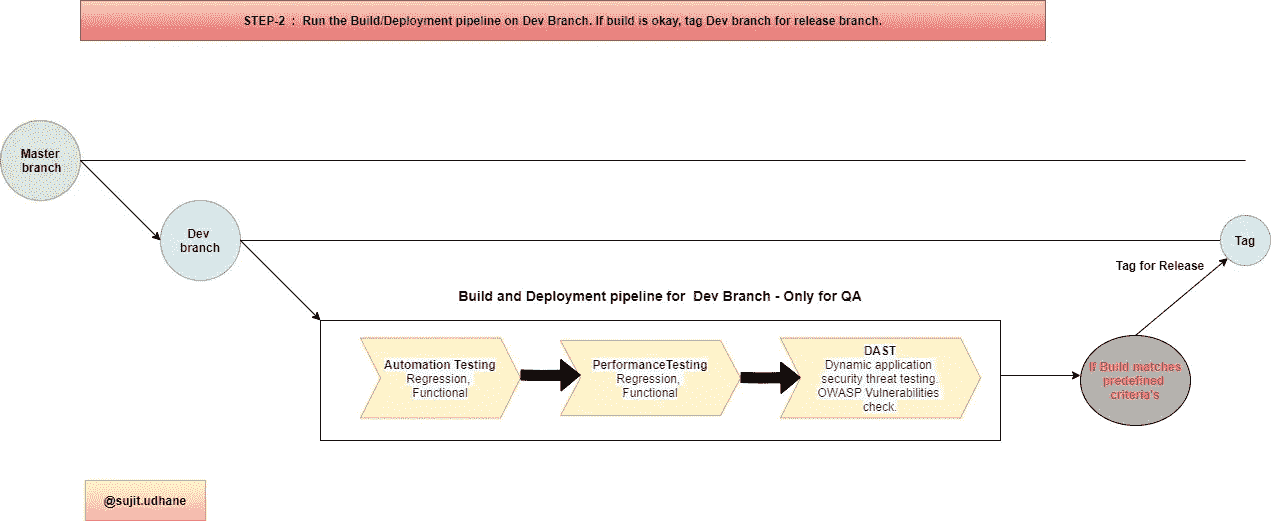 STEP-2 : Run the Build/Deployment pipeline on Dev Branch. If build is okay, tag Dev branch for release branch.
Master
branch
Dev
branch
Tag
Tag for Release
Build and Deployment pipeline for Dev Branch - Only for QA
Automation Testing
Regression,
Functional
PerformanceTesting
Regression,
Functional
DAST
Dynamic application
security threat testing.
OWASP Vulnerabilities
check.
If Build matches
predefined
criteria's
@sujit.udhane